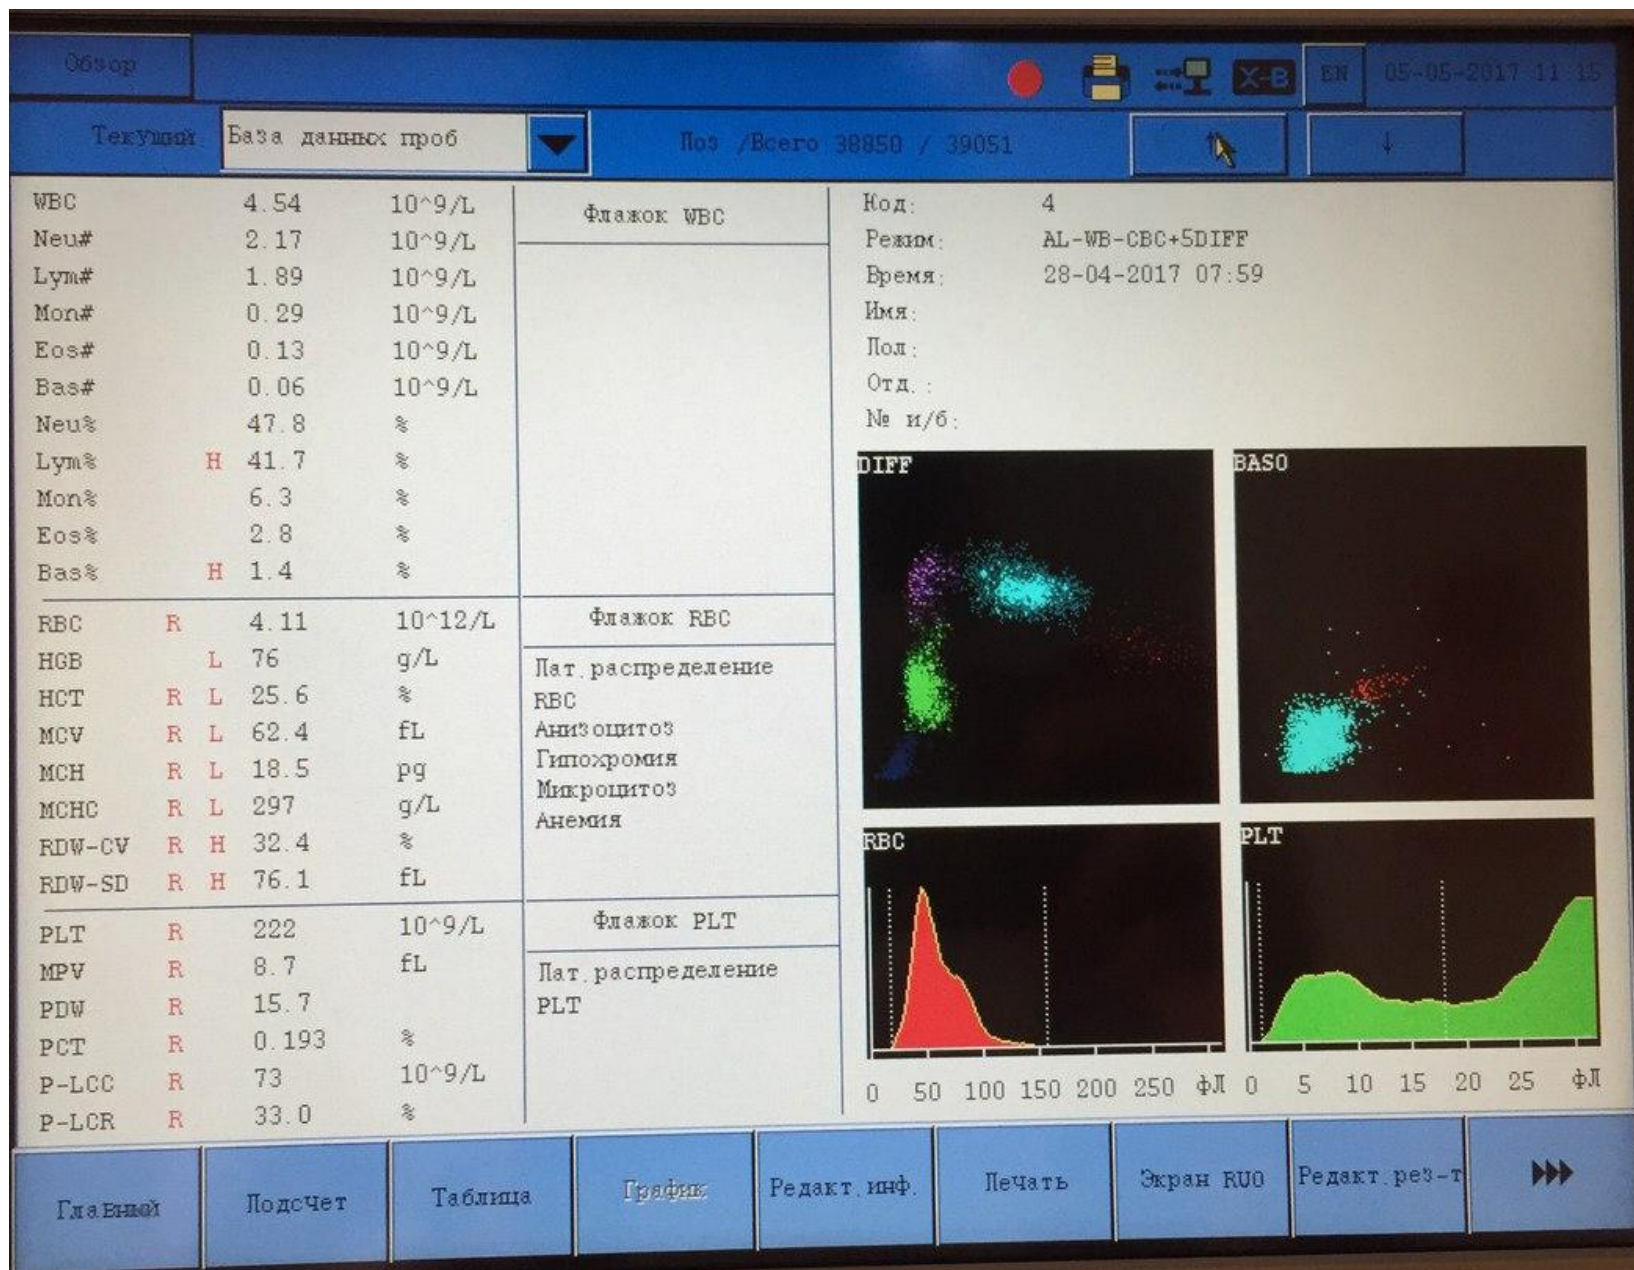 Обзор
X-B EN 05-05-2017 11 15
Текущий База данных проб Поз /Всего 38850 / 39051 ↑ ↓
WBC 4.54 10^9/L
Neu# 2.17 10^9/L
Lym# 1.89 10^9/L
Mon# 0.29 10^9/L
Eos# 0.13 10^9/L
Bas# 0.06 10^9/L
Neu% 47.8 %
Lym% H 41.7 %
Mon% 6.3 %
Eos% 2.8 %
Bas% H 1.4 %
RBC R 4.11 10^12/L
HGB L 76 g/L
HCT R L 25.6 %
MCV R L 62.4 fL
MCH R L 18.5 pg
MCHC R L 297 g/L
RDW-CV R H 32.4 %
RDW-SD R H 76.1 fL
PLT R 222 10^9/L
MPV R 8.7 fL
PDW R 15.7
PCT R 0.193 %
P-LCC R 73 10^9/L
P-LCR R 33.0 %
Флажок WBC
Флажок RBC
Пат.распределение
RBC
Анизоцитоз
Гипохромия
Микроцитоз
Анемия
Флажок PLT
Пат.распределение
PLT
Код: 4
Режим: AL-WB-CBC+5DIFF
Время: 28-04-2017 07:59
Имя:
Пол:
Отд.:
№ и/б:
DIFF BASO
RBC PLT
0 50 100 150 200 250 фЛ 0 5 10 15 20 25 фЛ
Главный Подсчет Таблица График Редакт.инф. Печать Экран RUO Редакт.рез-т